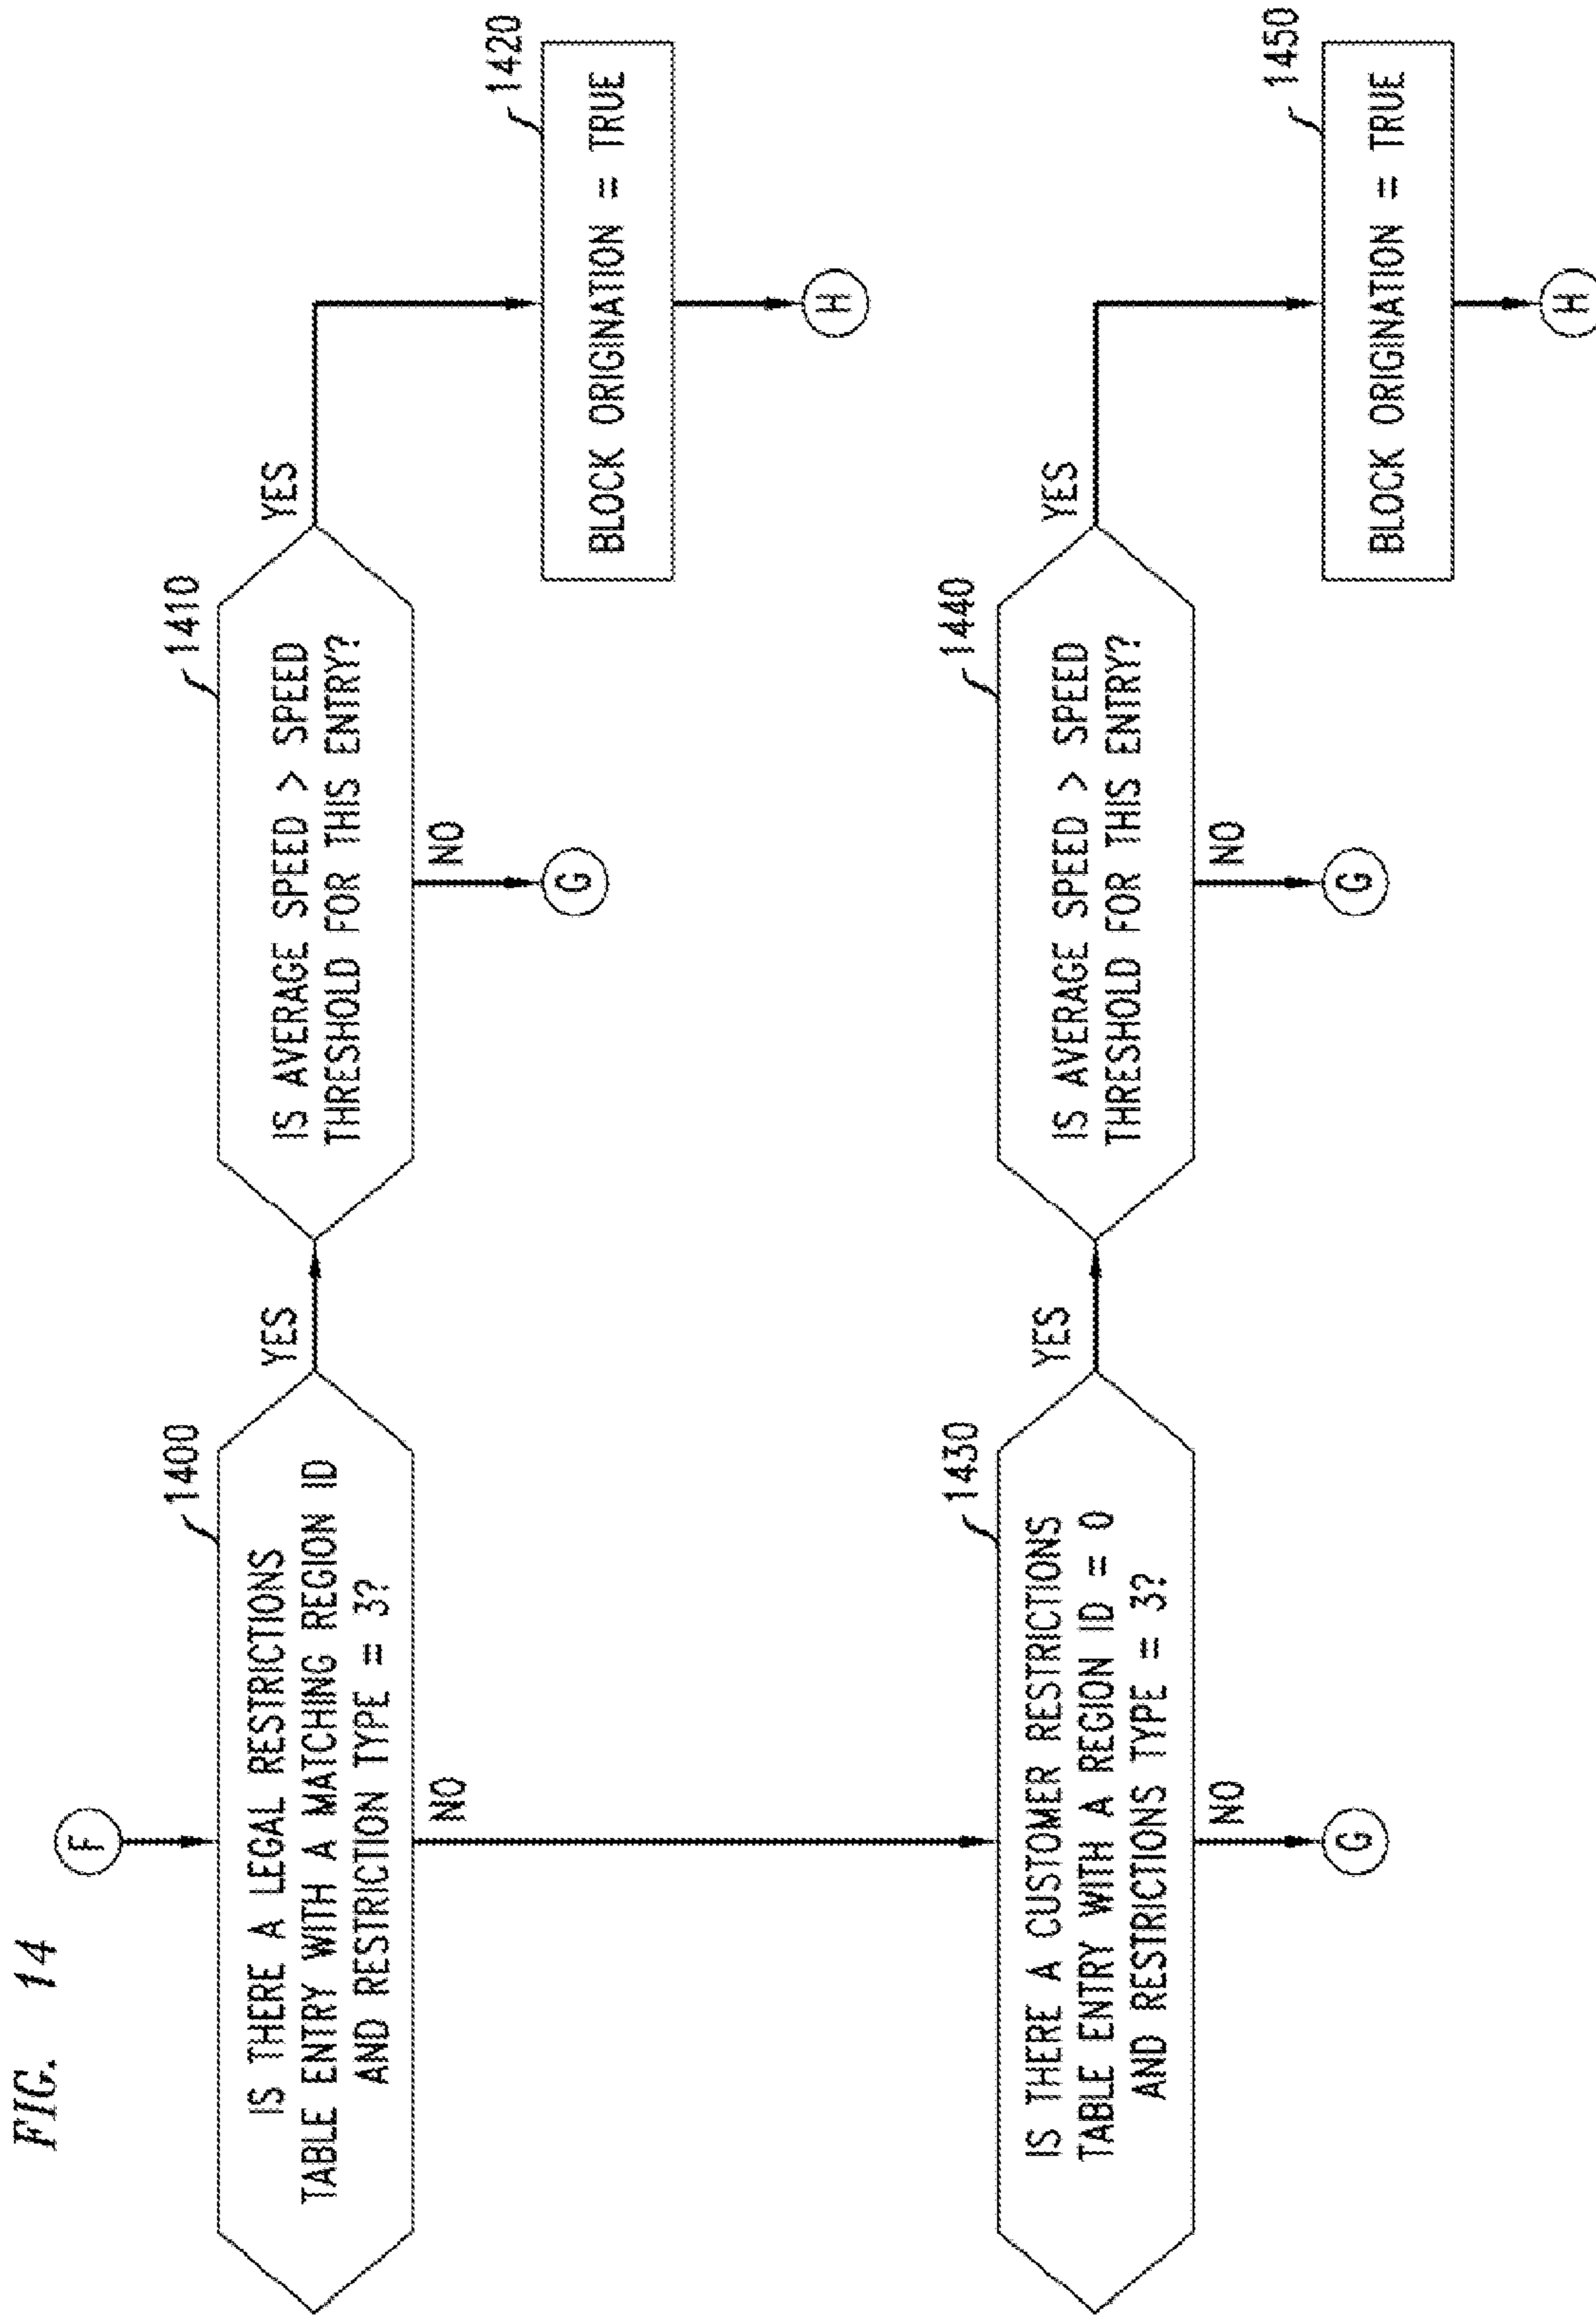 FIG. 14
F
1400
IS THERE A LEGAL RESTRICTIONS
TABLE ENTRY WITH A MATCHING REGION ID
AND RESTRICTION TYPE = 3?
YES
NO
1410
IS AVERAGE SPEED > SPEED
THRESHOLD FOR THIS ENTRY?
YES
NO
G
1420
BLOCK ORIGINATION = TRUE
H
1430
IS THERE A CUSTOMER RESTRICTIONS
TABLE ENTRY WITH A REGION ID = 0
AND RESTRICTIONS TYPE = 3?
YES
NO
G
1440
IS AVERAGE SPEED > SPEED
THRESHOLD FOR THIS ENTRY?
YES
NO
G
1450
BLOCK ORIGINATION = TRUE
H